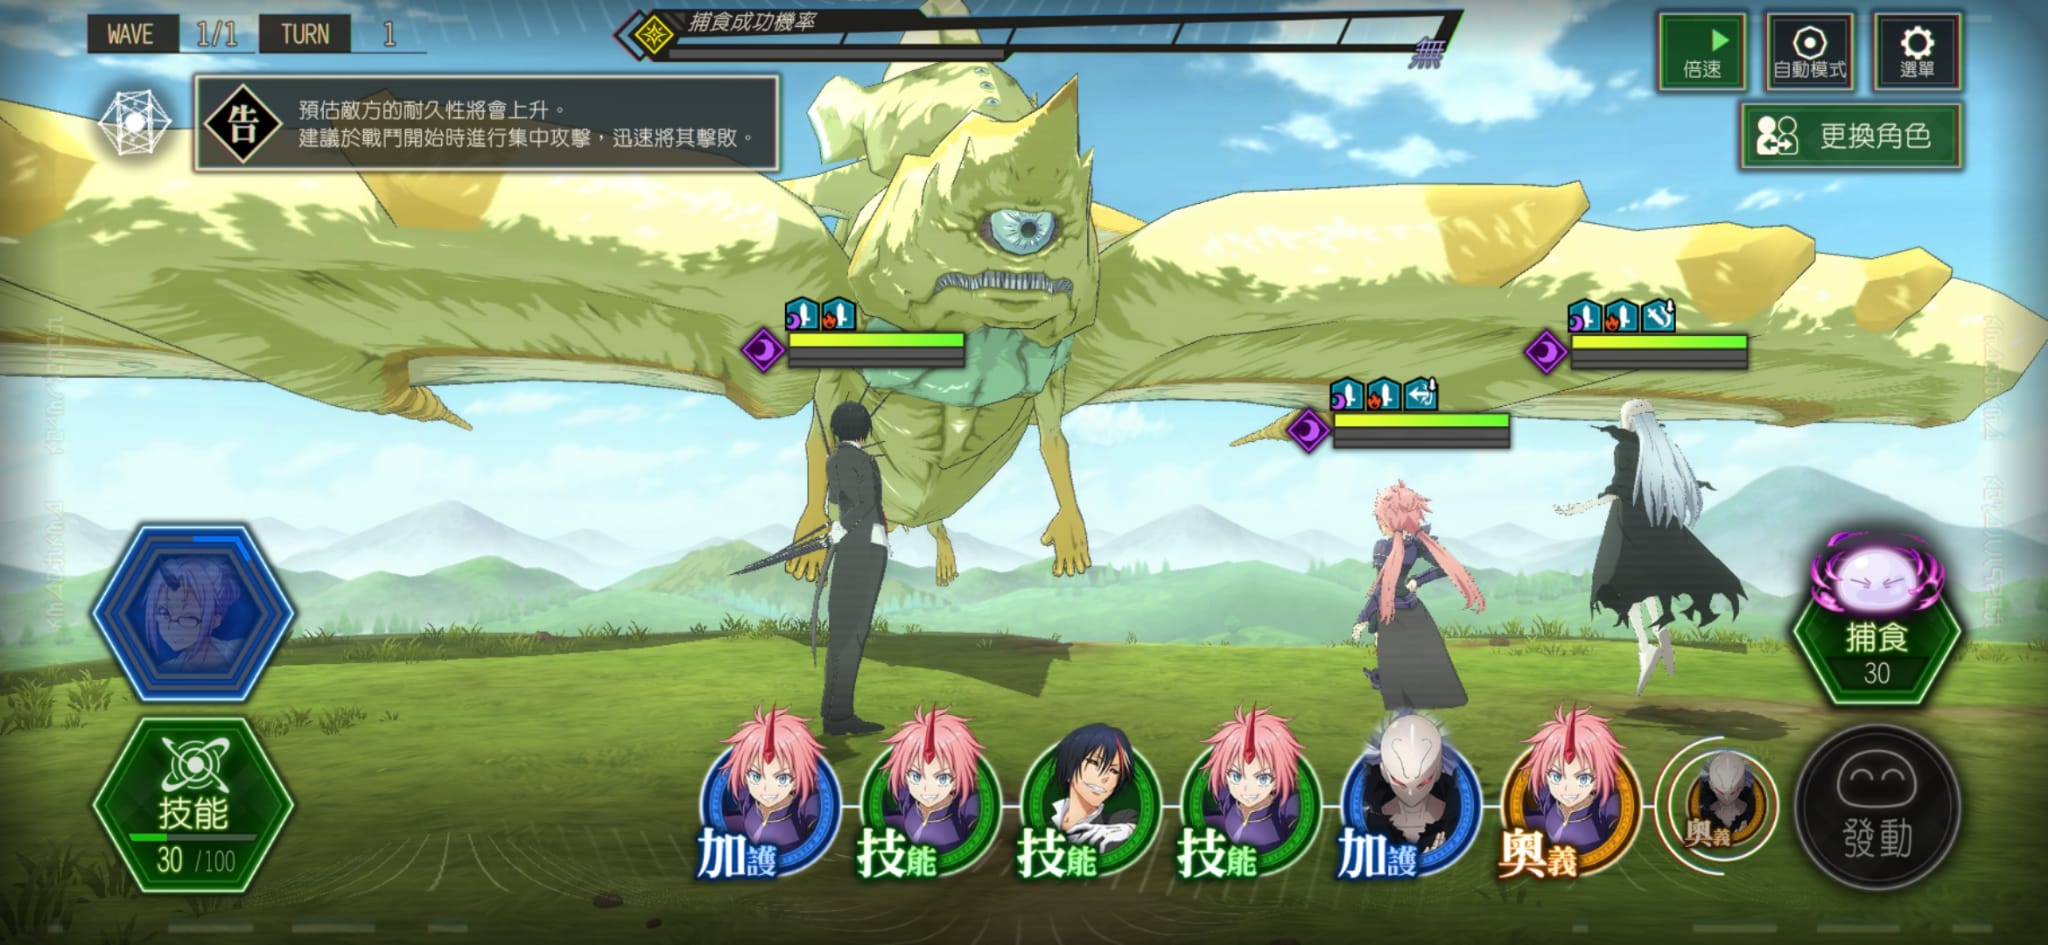 WAVE 1/1 TURN 1
捕食成功機率
無
倍速
自動模式
選單
告
預估敵方的耐久性將會上升。
建議於戰鬥開始時進行集中攻擊，迅速將其擊敗。
更換角色
捕食
30
技能
30 /100
加護
技能
技能
技能
加護
奧義
奧義
發動